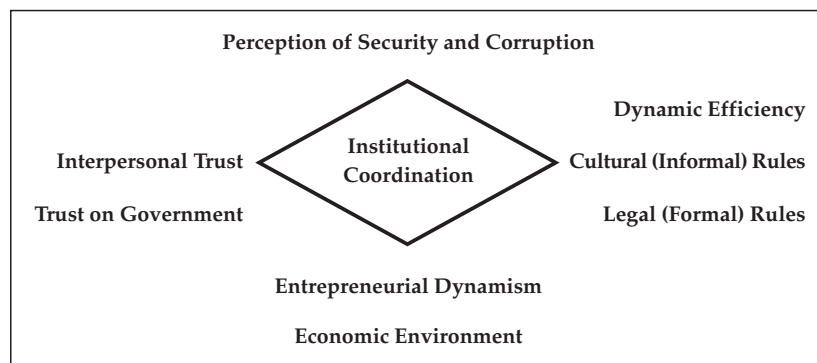 Perception of Security and Corruption
Dynamic Efficiency
Interpersonal Trust
Institutional
Coordination
Cultural (Informal) Rules
Trust on Government
Legal (Formal) Rules
Entrepreneurial Dynamism
Economic Environment